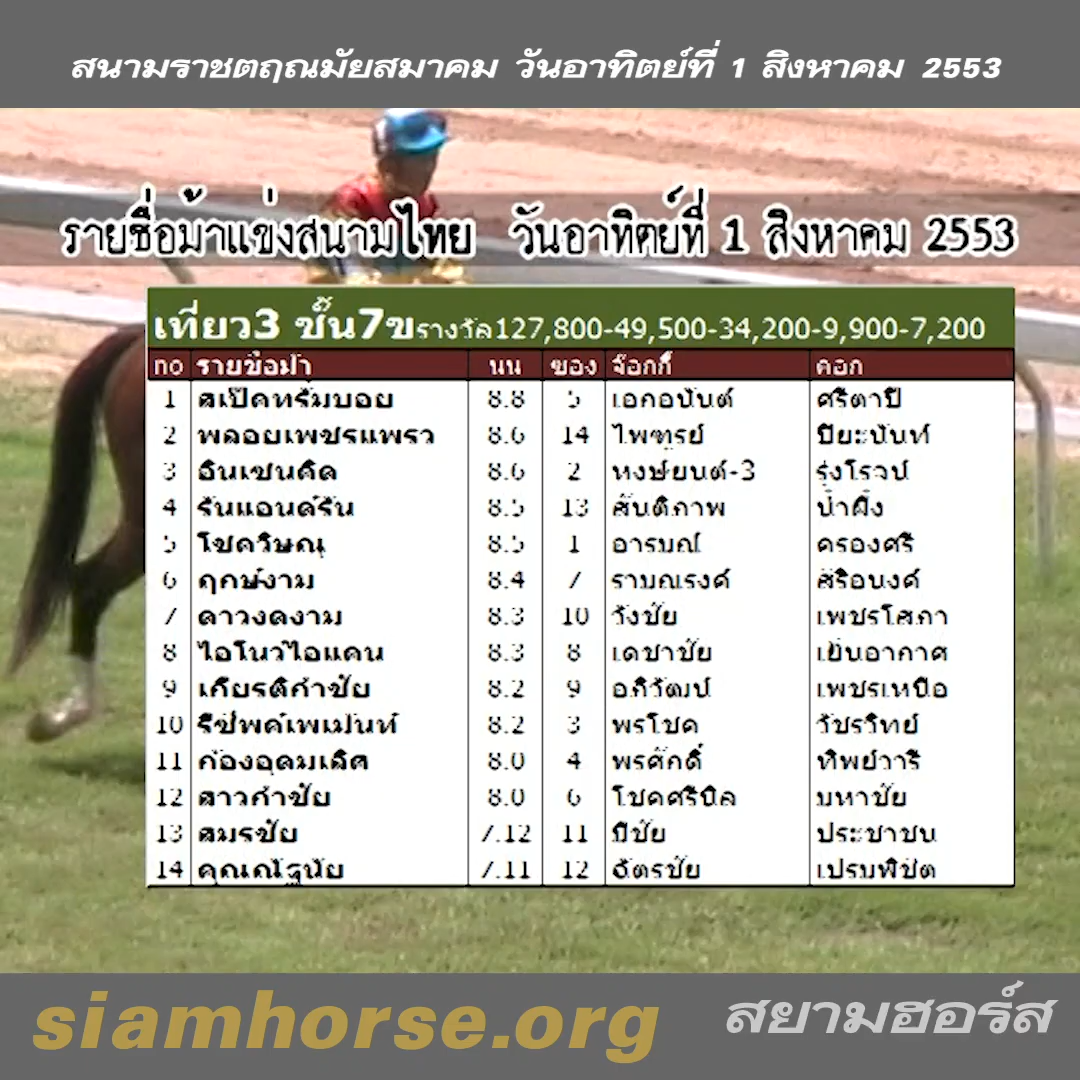 สนามราชตฤณมัยสมาคม วันอาทิตย์ที่ 1 สิงหาคม 2553
รายชื่อม้าแข่งสนามไทย วันอาทิตย์ที่ 1 สิงหาคม 2553
เที่ยว3 ชั้น7ขรางวัล127,800-49,500-34,200-9,900-7,200
no รายชื่อม้า นน ซอง จ๊อกกี้ คอก
1 สเป็คทรัมบอย 8.8 5 เอกอนันต์ ศรีตาปี
2 พลอยเพชรแพรว 8.6 14 ไพฑูรย์ ปิยะนันท์
3 อินเซนคิด 8.6 2 หงษ์ยนต์-3 รุ่งโรจน์
4 รันแอนด์รัน 8.5 13 สันติภาพ น้ำผึ้ง
5 โชควิษณุ 8.5 1 อารมณ์ ครองศรี
6 ฤกษ์งาม 8.4 7 รามณรงค์ สิริอนงค์
7 ดาวงดงาม 8.3 10 วังชัย เพชรโสภา
8 ไอโนว์ไอแคน 8.3 8 เดชาชัย เย็นอากาศ
9 เกียรติกำชัย 8.2 9 อภิวัฒน์ เพชรเหนือ
10 รีซีฟด์เพเม้นท์ 8.2 3 พรโชค วัชรวิทย์
11 ก้องอุดมเลิศ 8.0 4 พรศักดิ์ ทิพย์วารี
12 สาวกำชัย 8.0 6 โชคศรีนิล มหาชัย
13 สมรชัย 7.12 11 มีชัย ประชาชน
14 คุณณัฐนัย 7.11 12 ฉัตรชัย เปรมพิชิต
siamhorse.org สยามฮอร์ส